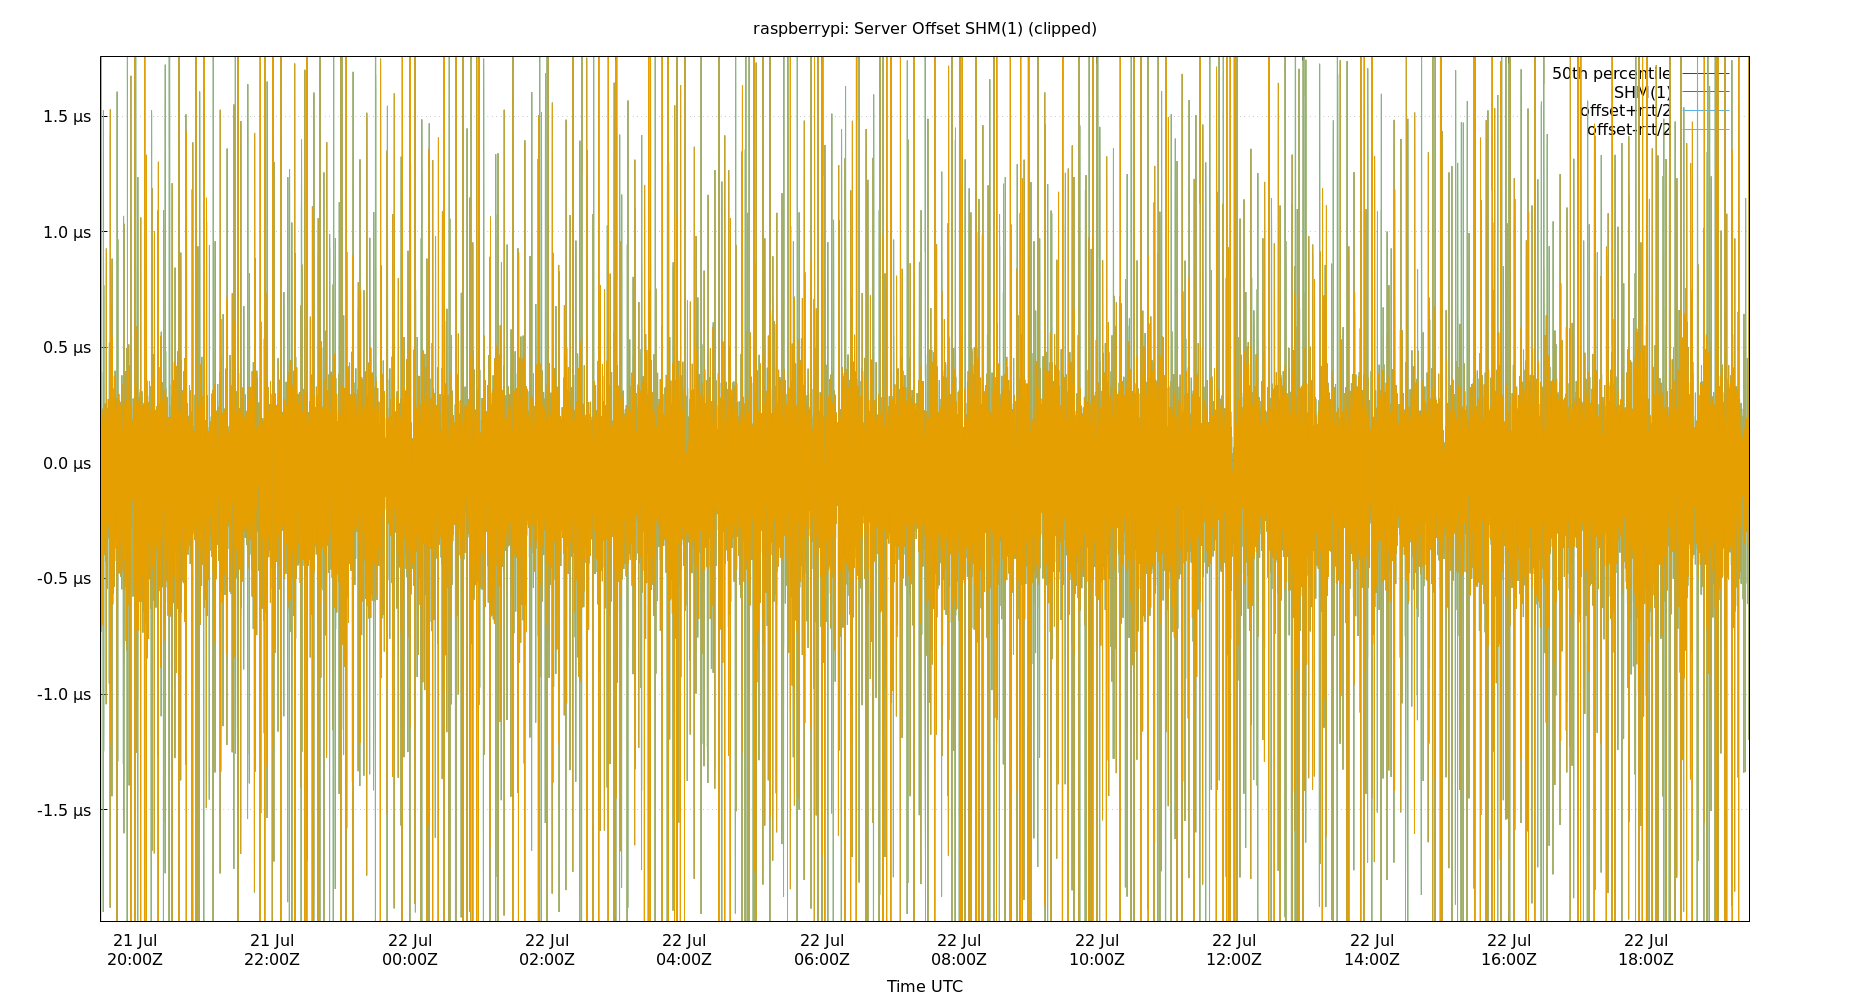 raspberrypi: Server Offset SHM(1) (clipped)
50th percentile
SHM(1)
offset+rtt/2
offset-rtt/2
1.5 µs
1.0 µs
0.5 µs
0.0 µs
-0.5 µs
-1.0 µs
-1.5 µs
21 Jul 21 Jul 22 Jul 22 Jul 22 Jul 22 Jul 22 Jul 22 Jul 22 Jul 22 Jul 22 Jul 22 Jul
20:00Z 22:00Z 00:00Z 02:00Z 04:00Z 06:00Z 08:00Z 10:00Z 12:00Z 14:00Z 16:00Z 18:00Z
Time UTC